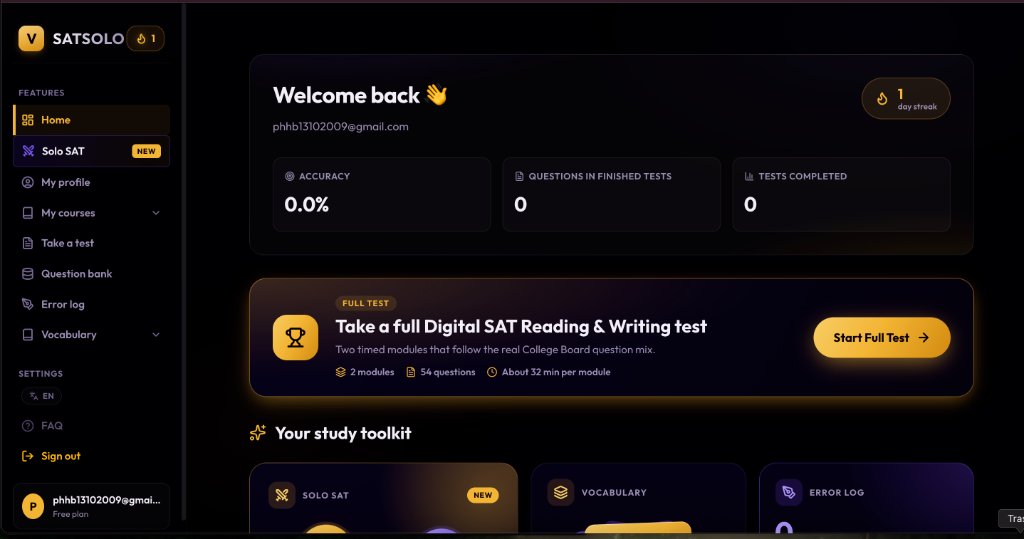 V SATSOLO 1
FEATURES
Home
Solo SAT NEW
My profile
My courses
Take a test
Question bank
Error log
Vocabulary
SETTINGS
EN
FAQ
Sign out
P phhb13102009@gmai...
Free plan
Welcome back 👋
phhb13102009@gmail.com
1
day streak
ACCURACY
0.0%
QUESTIONS IN FINISHED TESTS
0
TESTS COMPLETED
0
FULL TEST
Take a full Digital SAT Reading & Writing test
Two timed modules that follow the real College Board question mix.
2 modules 54 questions About 32 min per module
Start Full Test →
Your study toolkit
SOLO SAT NEW
VOCABULARY
ERROR LOG